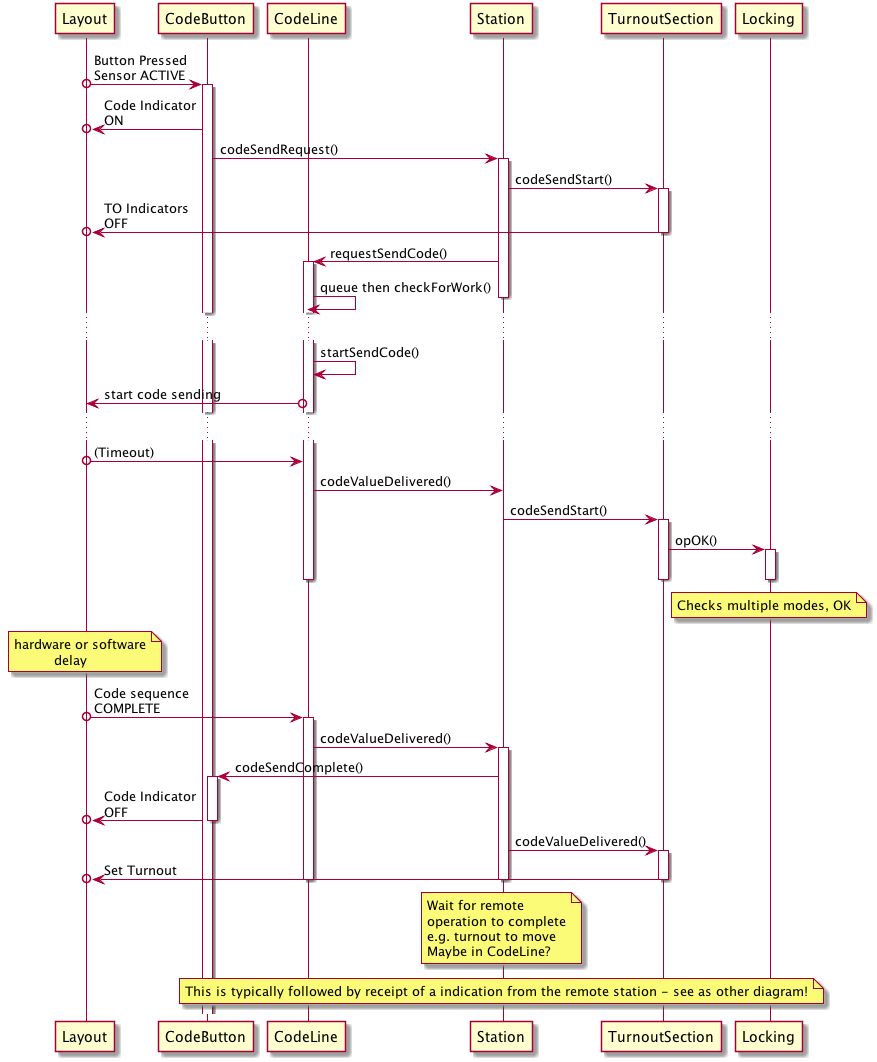 Layout
CodeButton
CodeLine
Station
TurnoutSection
Locking
Button Pressed
Sensor ACTIVE
Code Indicator
ON
codeSendRequest()
codeSendStart()
TO Indicators
OFF
requestSendCode()
queue then checkForWork()
startSendCode()
start code sending
(Timeout)
codeValueDelivered()
codeSendStart()
opOK()
Checks multiple modes, OK
hardware or software
delay
Code sequence
COMPLETE
codeValueDelivered()
codeSendComplete()
Code Indicator
OFF
codeValueDelivered()
Set Turnout
Wait for remote
operation to complete
e.g. turnout to move
Maybe in CodeLine?
This is typically followed by receipt of a indication from the remote station - see as other diagram!
Layout
CodeButton
CodeLine
Station
TurnoutSection
Locking